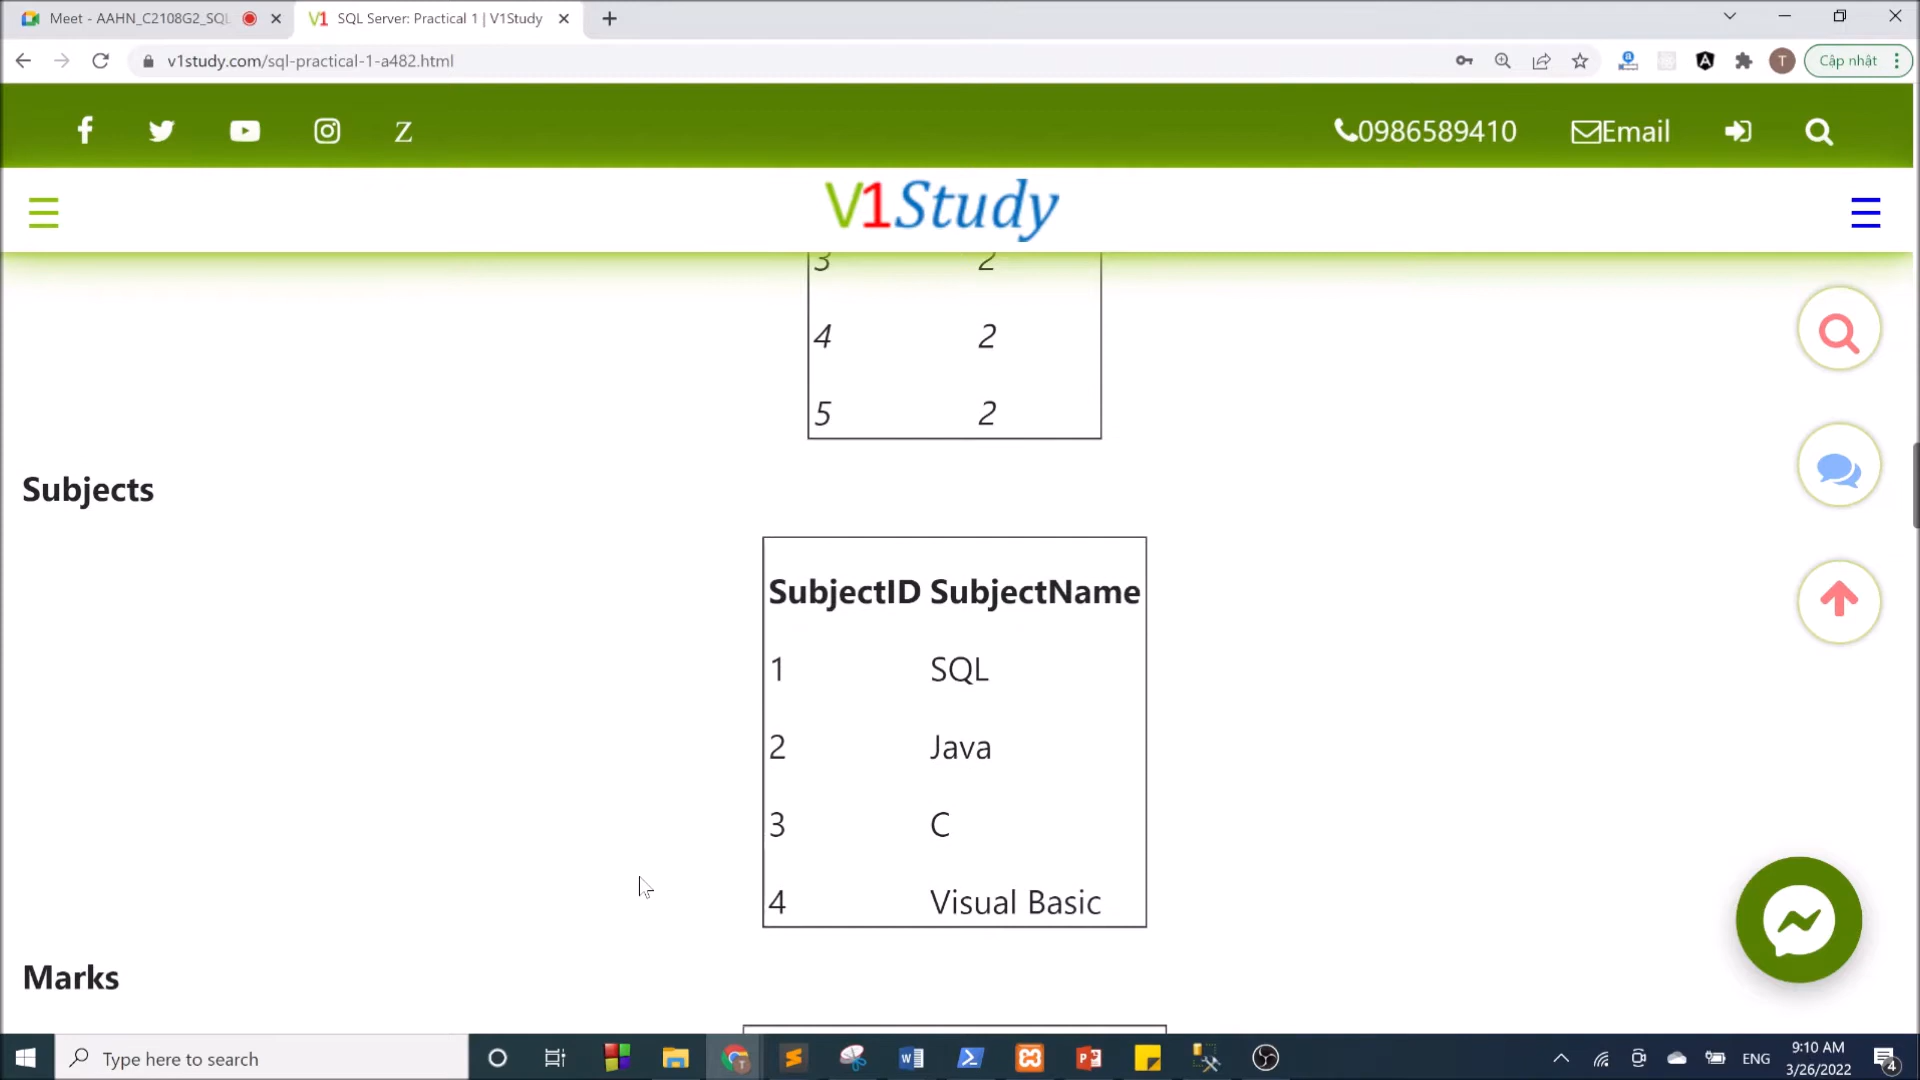 Meet - AAHN_C2108G2_SQL
SQL Server: Practical 1 | V1Study
v1study.com/sql-practical-1-a482.html
Cập nhật
0986589410
Email
V1Study
3 2
4 2
5 2
Subjects
SubjectID SubjectName
1 SQL
2 Java
3 C
4 Visual Basic
Marks
Type here to search
ENG
9:10 AM
3/26/2022
4